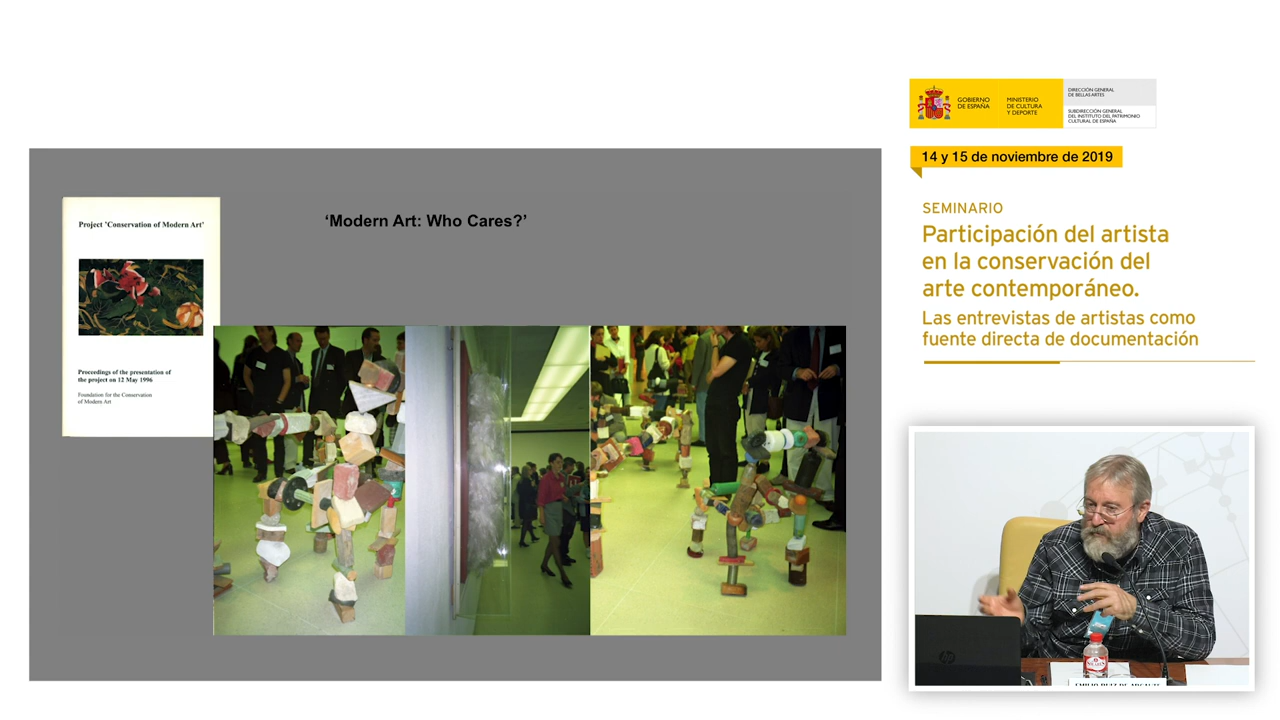 GOBIERNO
DE ESPAÑA
MINISTERIO
DE CULTURA
Y DEPORTE
DIRECCIÓN GENERAL
DE BELLAS ARTES
SUBDIRECCIÓN GENERAL
DEL INSTITUTO DEL PATRIMONIO
CULTURAL DE ESPAÑA
14 y 15 de noviembre de 2019
SEMINARIO
Participación del artista
en la conservación del
arte contemporáneo.
Las entrevistas de artistas como
fuente directa de documentación
‘Modern Art: Who Cares?’
Project 'Conservation of Modern Art'
Proceedings of the presentation of
the project on 12 May 1996
Foundation for the Conservation
of Modern Art
hp